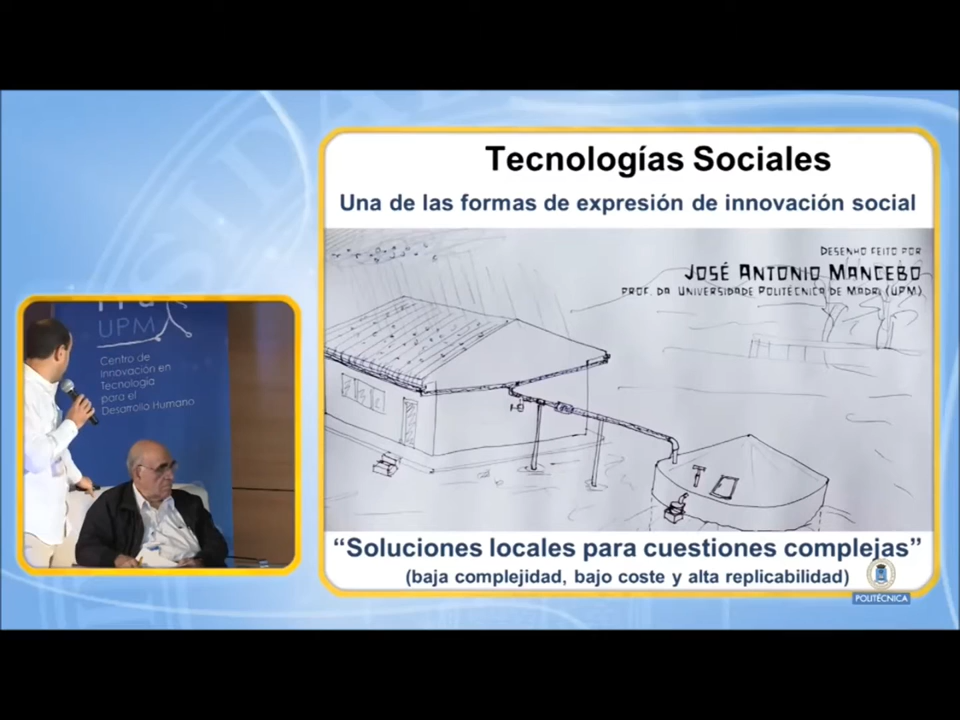 Tecnologías Sociales
Una de las formas de expresión de innovación social
DESENHO FEITO POR
JOSÉ ANTONIO MANCEBO
PROF. DA UNIVERSIDADE POLITÉCNICA DE MADRI (UPM)
UPM
Centro de
Innovación en
Tecnología
para el
Desarrollo Humano
“Soluciones locales para cuestiones complejas”
(baja complejidad, bajo coste y alta replicabilidad)
POLITÉCNICA